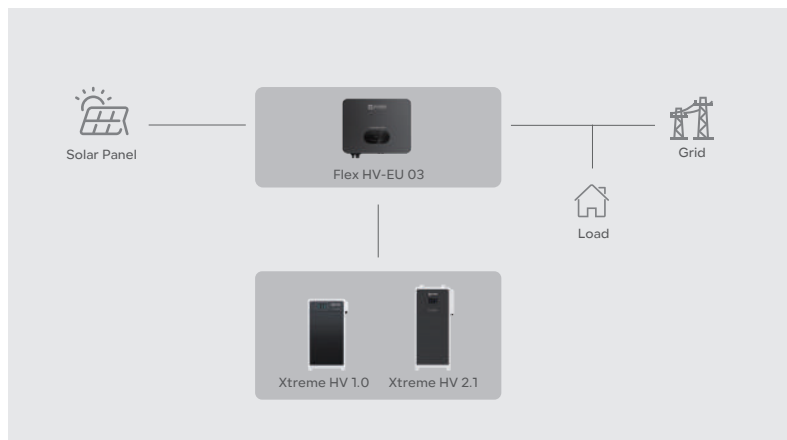 Solar Panel
Flex HV-EU 03
Grid
Load
Xtreme HV 1.0
Xtreme HV 2.1